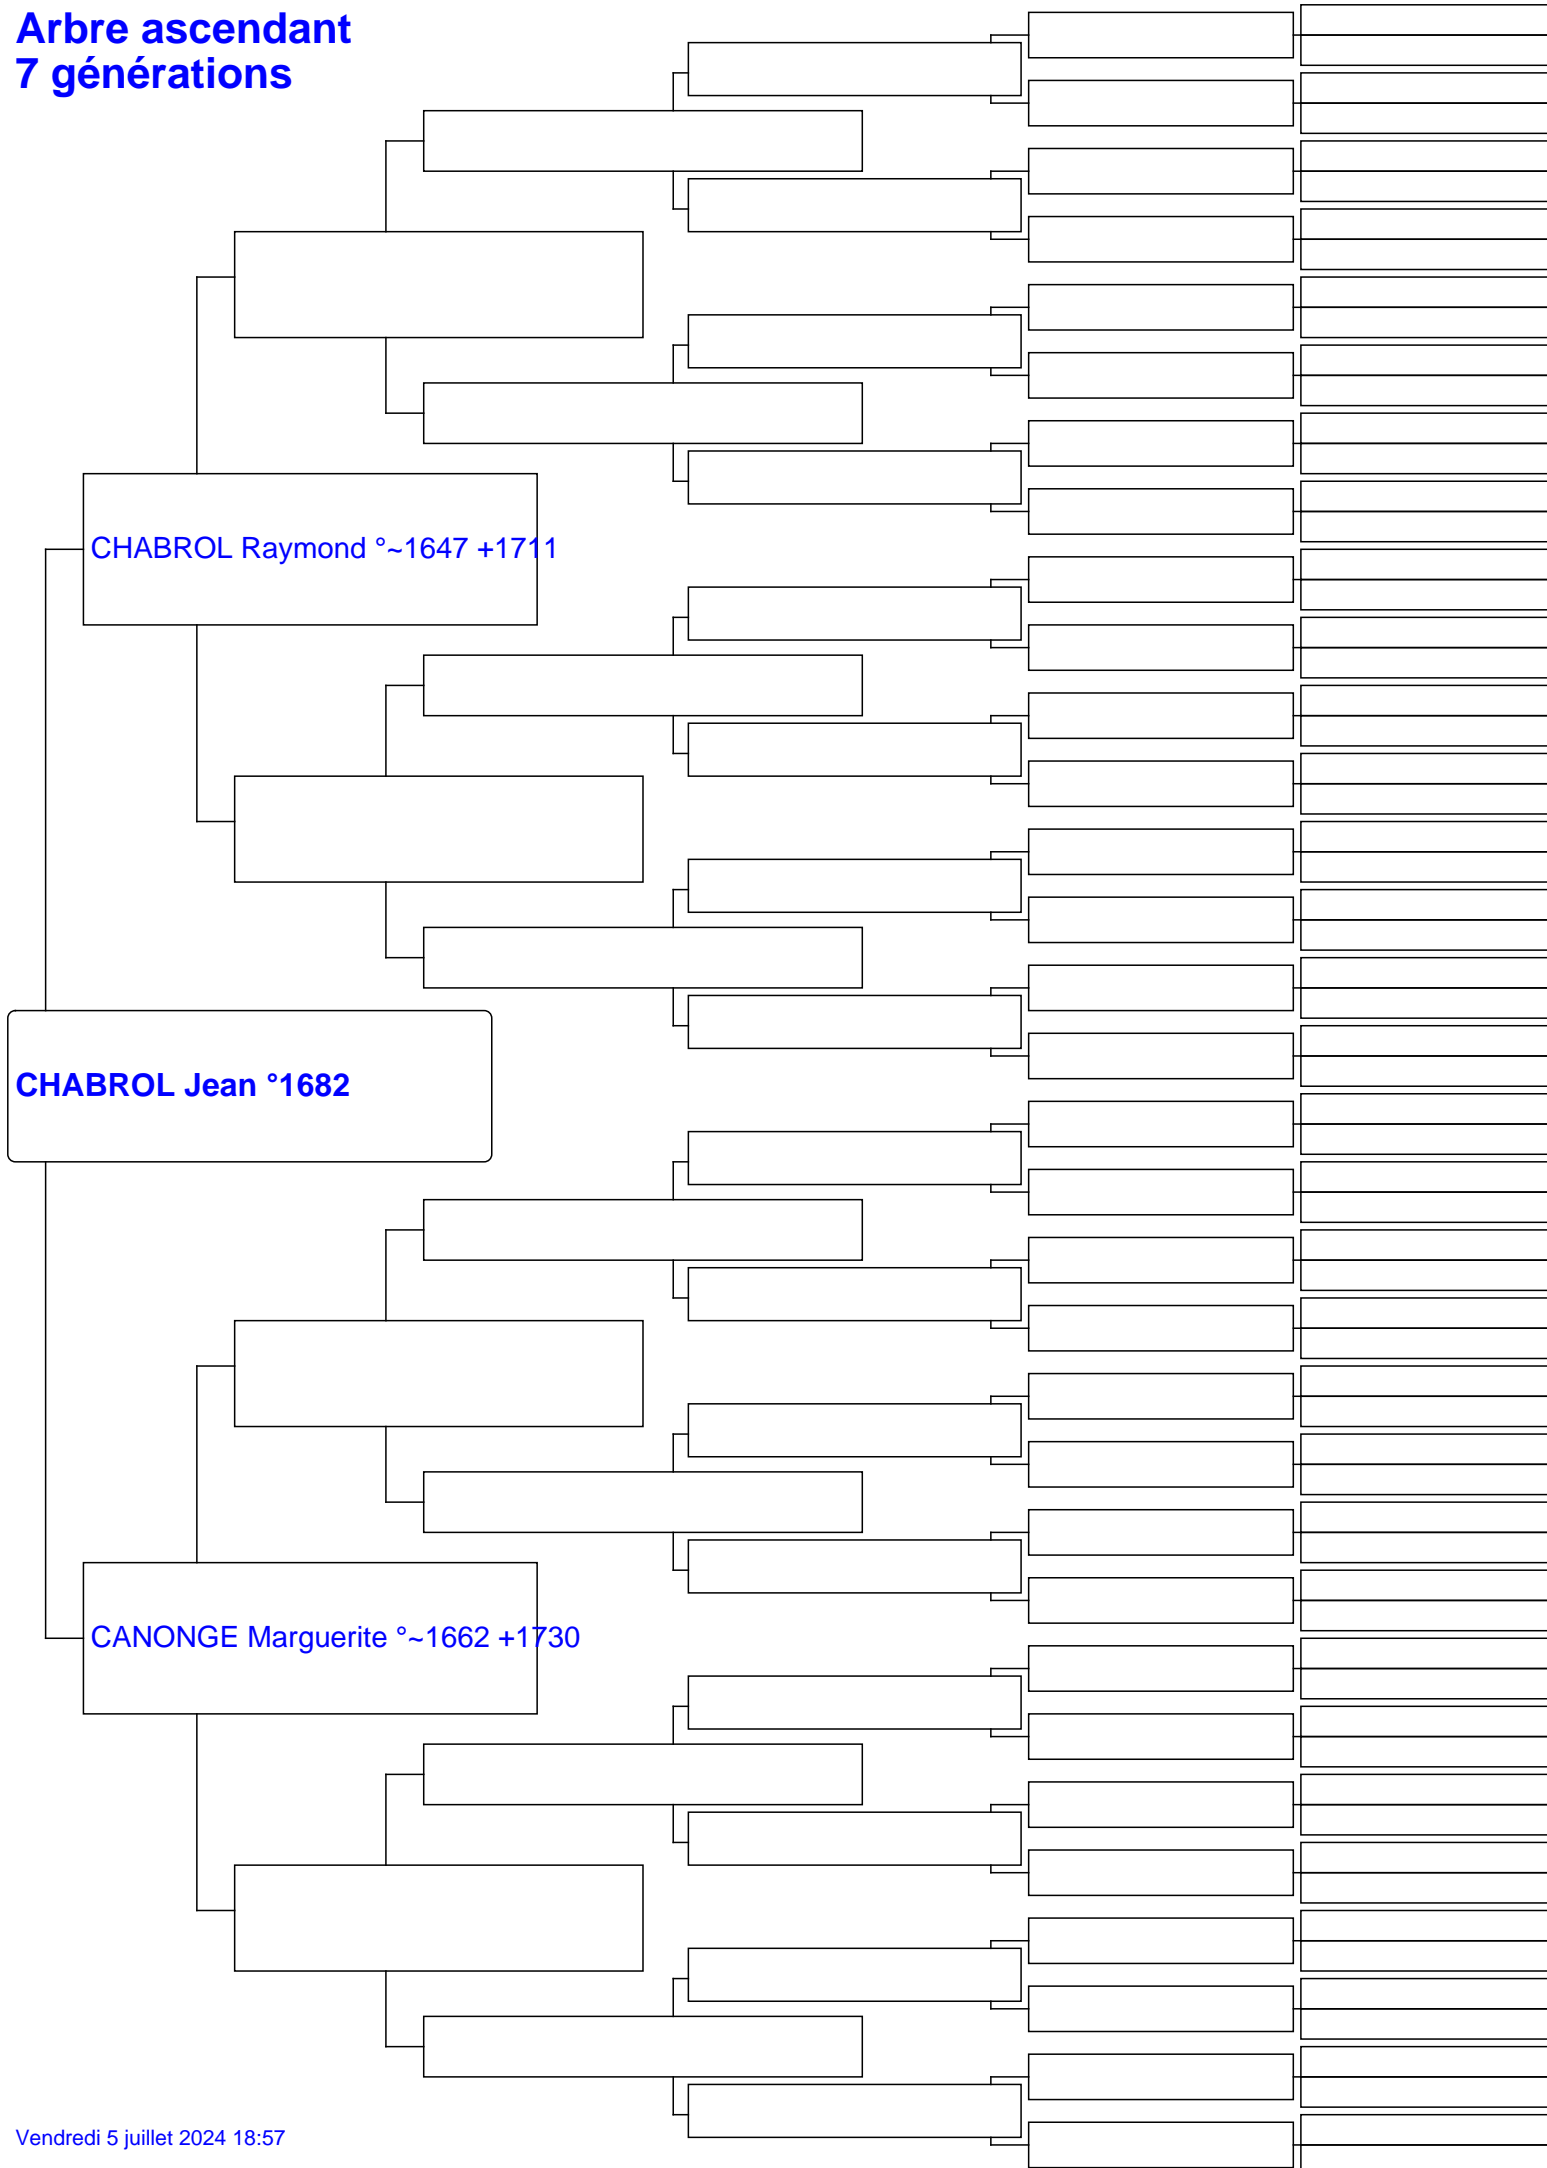 Arbre ascendant
7 générations
CHABROL Raymond °~1647 +1711
CHABROL Jean °1682
CANONGE Marguerite °~1662 +1730
Vendredi 5 juillet 2024 18:57